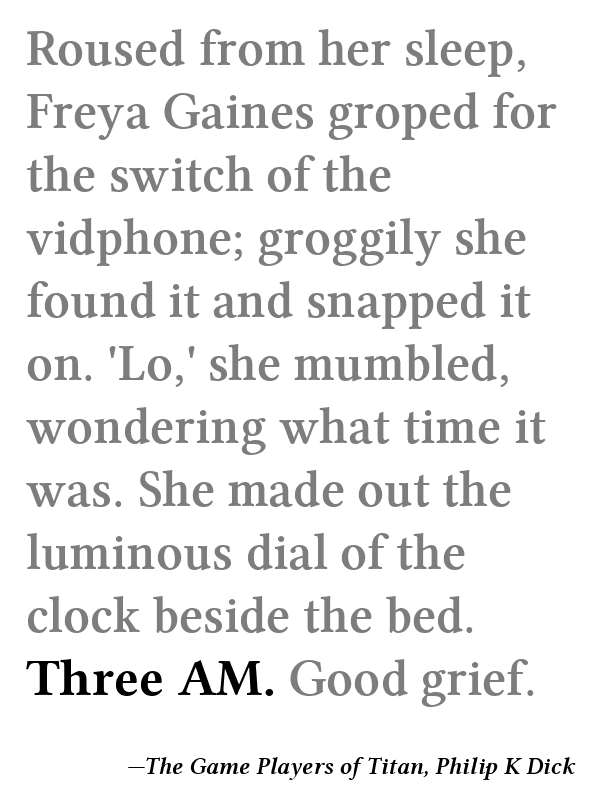 Roused from her sleep,
Freya Gaines groped for
the switch of the
vidphone; groggily she
found it and snapped it
on. 'Lo,' she mumbled,
wondering what time it
was. She made out the
luminous dial of the
clock beside the bed.
Three AM. Good grief.
—The Game Players of Titan, Philip K Dick